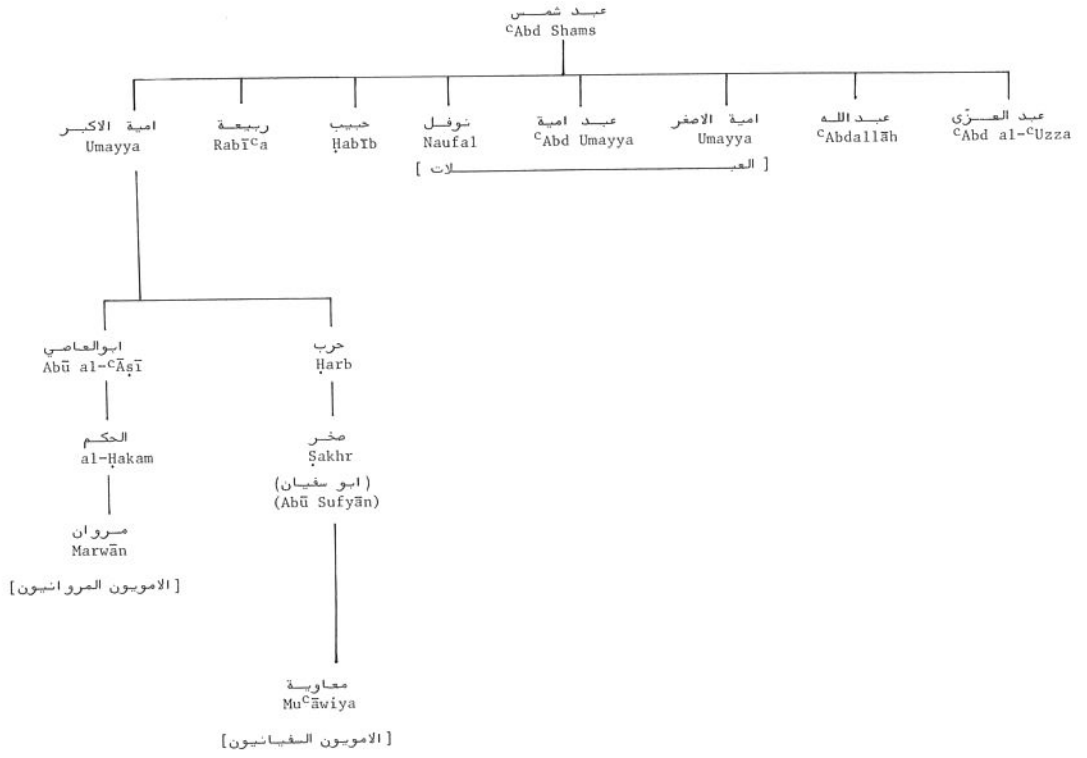 عبد شمس
ᶜAbd Shams
امية الاكبر
Umayya
ربيعة
Rabīᶜa
حبيب
Ḥabīb
نوفل
Naufal
عبد امية
ᶜAbd Umayya
امية الاصغر
Umayya
عبد الله
ᶜAbdallāh
عبد العزّى
ᶜAbd al-ᶜUzza
[ العبلات ]
ابوالعاصي
Abū al-ᶜĀṣī
حرب
Ḥarb
الحكم
al-Ḥakam
صخر
Ṣakhr
(ابو سفيان)
(Abū Sufyān)
مروان
Marwān
[الامويون المروانيون]
معاوية
Muᶜāwiya
[الامويون السفيانيون]